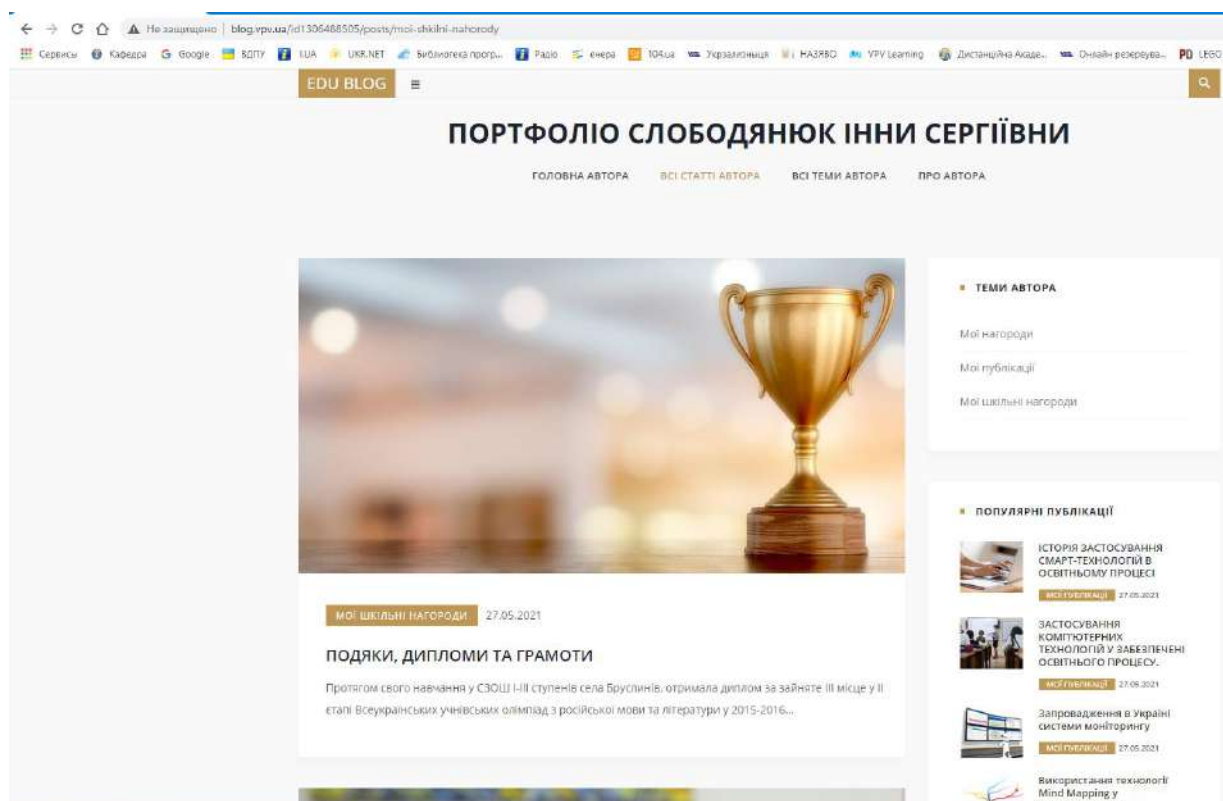 Не защищено | blog.vpv.ua/id1306488505/posts/moi-shkilni-nahorody
Сервисы Кафедра Google БДПУ I.UA UKR.NET Библиотека прогр... Радіо 104.ua Укрзализныця НАЗЯВО VPV Learning Дистанційна Акаде... Онлайн резервува... LEGO
EDU BLOG
ПОРТФОЛІО СЛОБОДЯНЮК ІННИ СЕРГІЇВНИ
ГОЛОВНА АВТОРА ВСІ СТАТТІ АВТОРА ВСІ ТЕМИ АВТОРА ПРО АВТОРА
ТЕМИ АВТОРА
Мої нагороди
Мої публікації
Мої шкільні нагороди
МОЇ ШКІЛЬНІ НАГОРОДИ 27.05.2021
ПОДЯКИ, ДИПЛОМИ ТА ГРАМОТИ
Протягом свого навчання у СЗОШ І-ІІІ ступенів села Бруслинів, отримала диплом за зайняте ІІІ місце у ІІ
етапі Всеукраїнських учнівських олімпіад з російської мови та літератури у 2015-2016...
ПОПУЛЯРНІ ПУБЛІКАЦІЇ
ІСТОРІЯ ЗАСТОСУВАННЯ
СМАРТ-ТЕХНОЛОГІЙ В
ОСВІТНЬОМУ ПРОЦЕСІ
МОЇ ПУБЛІКАЦІЇ 27.05.2021
ЗАСТОСУВАННЯ
КОМП'ЮТЕРНИХ
ТЕХНОЛОГІЙ У ЗАБЕЗПЕЧЕНІ
ОСВІТНЬОГО ПРОЦЕСУ.
МОЇ ПУБЛІКАЦІЇ 27.05.2021
Запровадження в Україні
системи моніторингу
МОЇ ПУБЛІКАЦІЇ 27.05.2021
Використання технології
Mind Mapping у